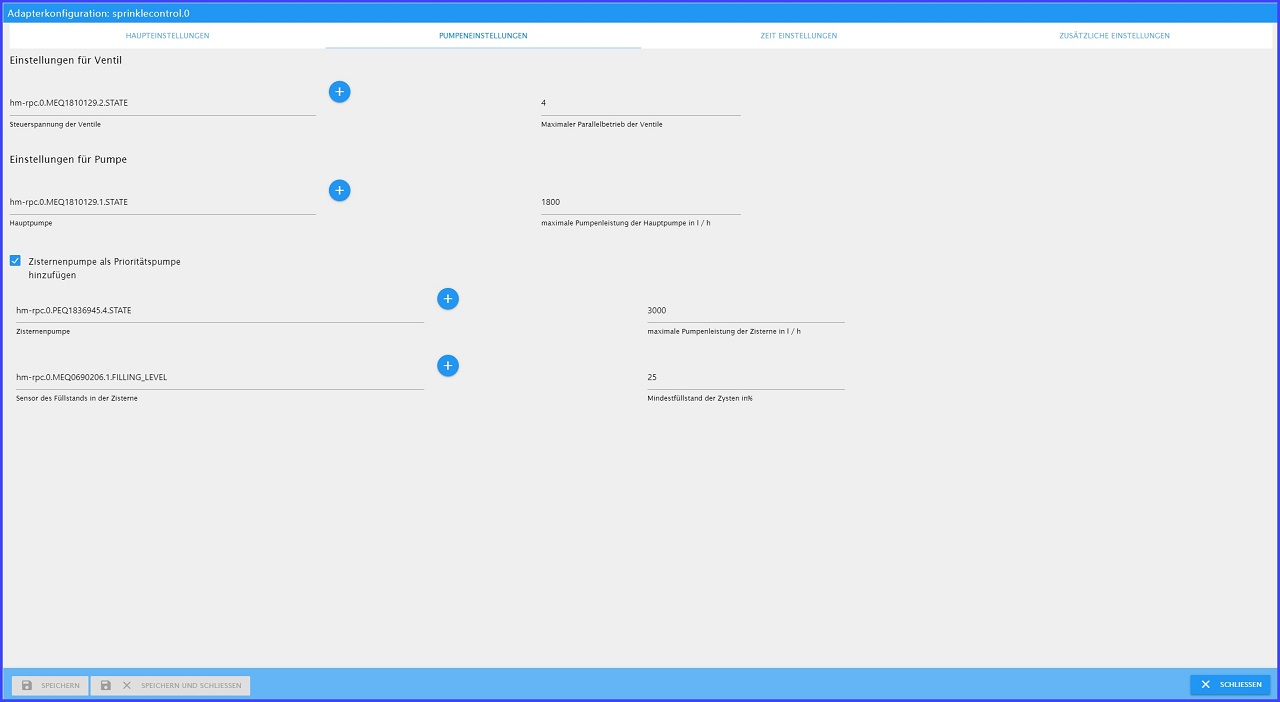 Adapterkonfiguration: sprinklecontrol.0
HAUPTEINSTELLUNGEN PUMPENEINSTELLUNGEN ZEIT EINSTELLUNGEN ZUSÄTZLICHE EINSTELLUNGEN
Einstellungen für Ventil
hm-rpc.0.MEQ1810129.2.STATE 4
Steuerspannung der Ventile Maximaler Parallelbetrieb der Ventile
Einstellungen für Pumpe
hm-rpc.0.MEQ1810129.1.STATE 1800
Hauptpumpe maximale Pumpenleistung der Hauptpumpe in l / h
Zisternenpumpe als Prioritätspumpe
hinzufügen
hm-rpc.0.PEQ1836945.4.STATE 3000
Zisternenpumpe maximale Pumpenleistung der Zisterne in l / h
hm-rpc.0.MEQ0690206.1.FILLING_LEVEL 25
Sensor des Füllstands in der Zisterne Mindestfüllstand der Zysten in%
SPEICHERN SPEICHERN UND SCHLIESSEN SCHLIESSEN